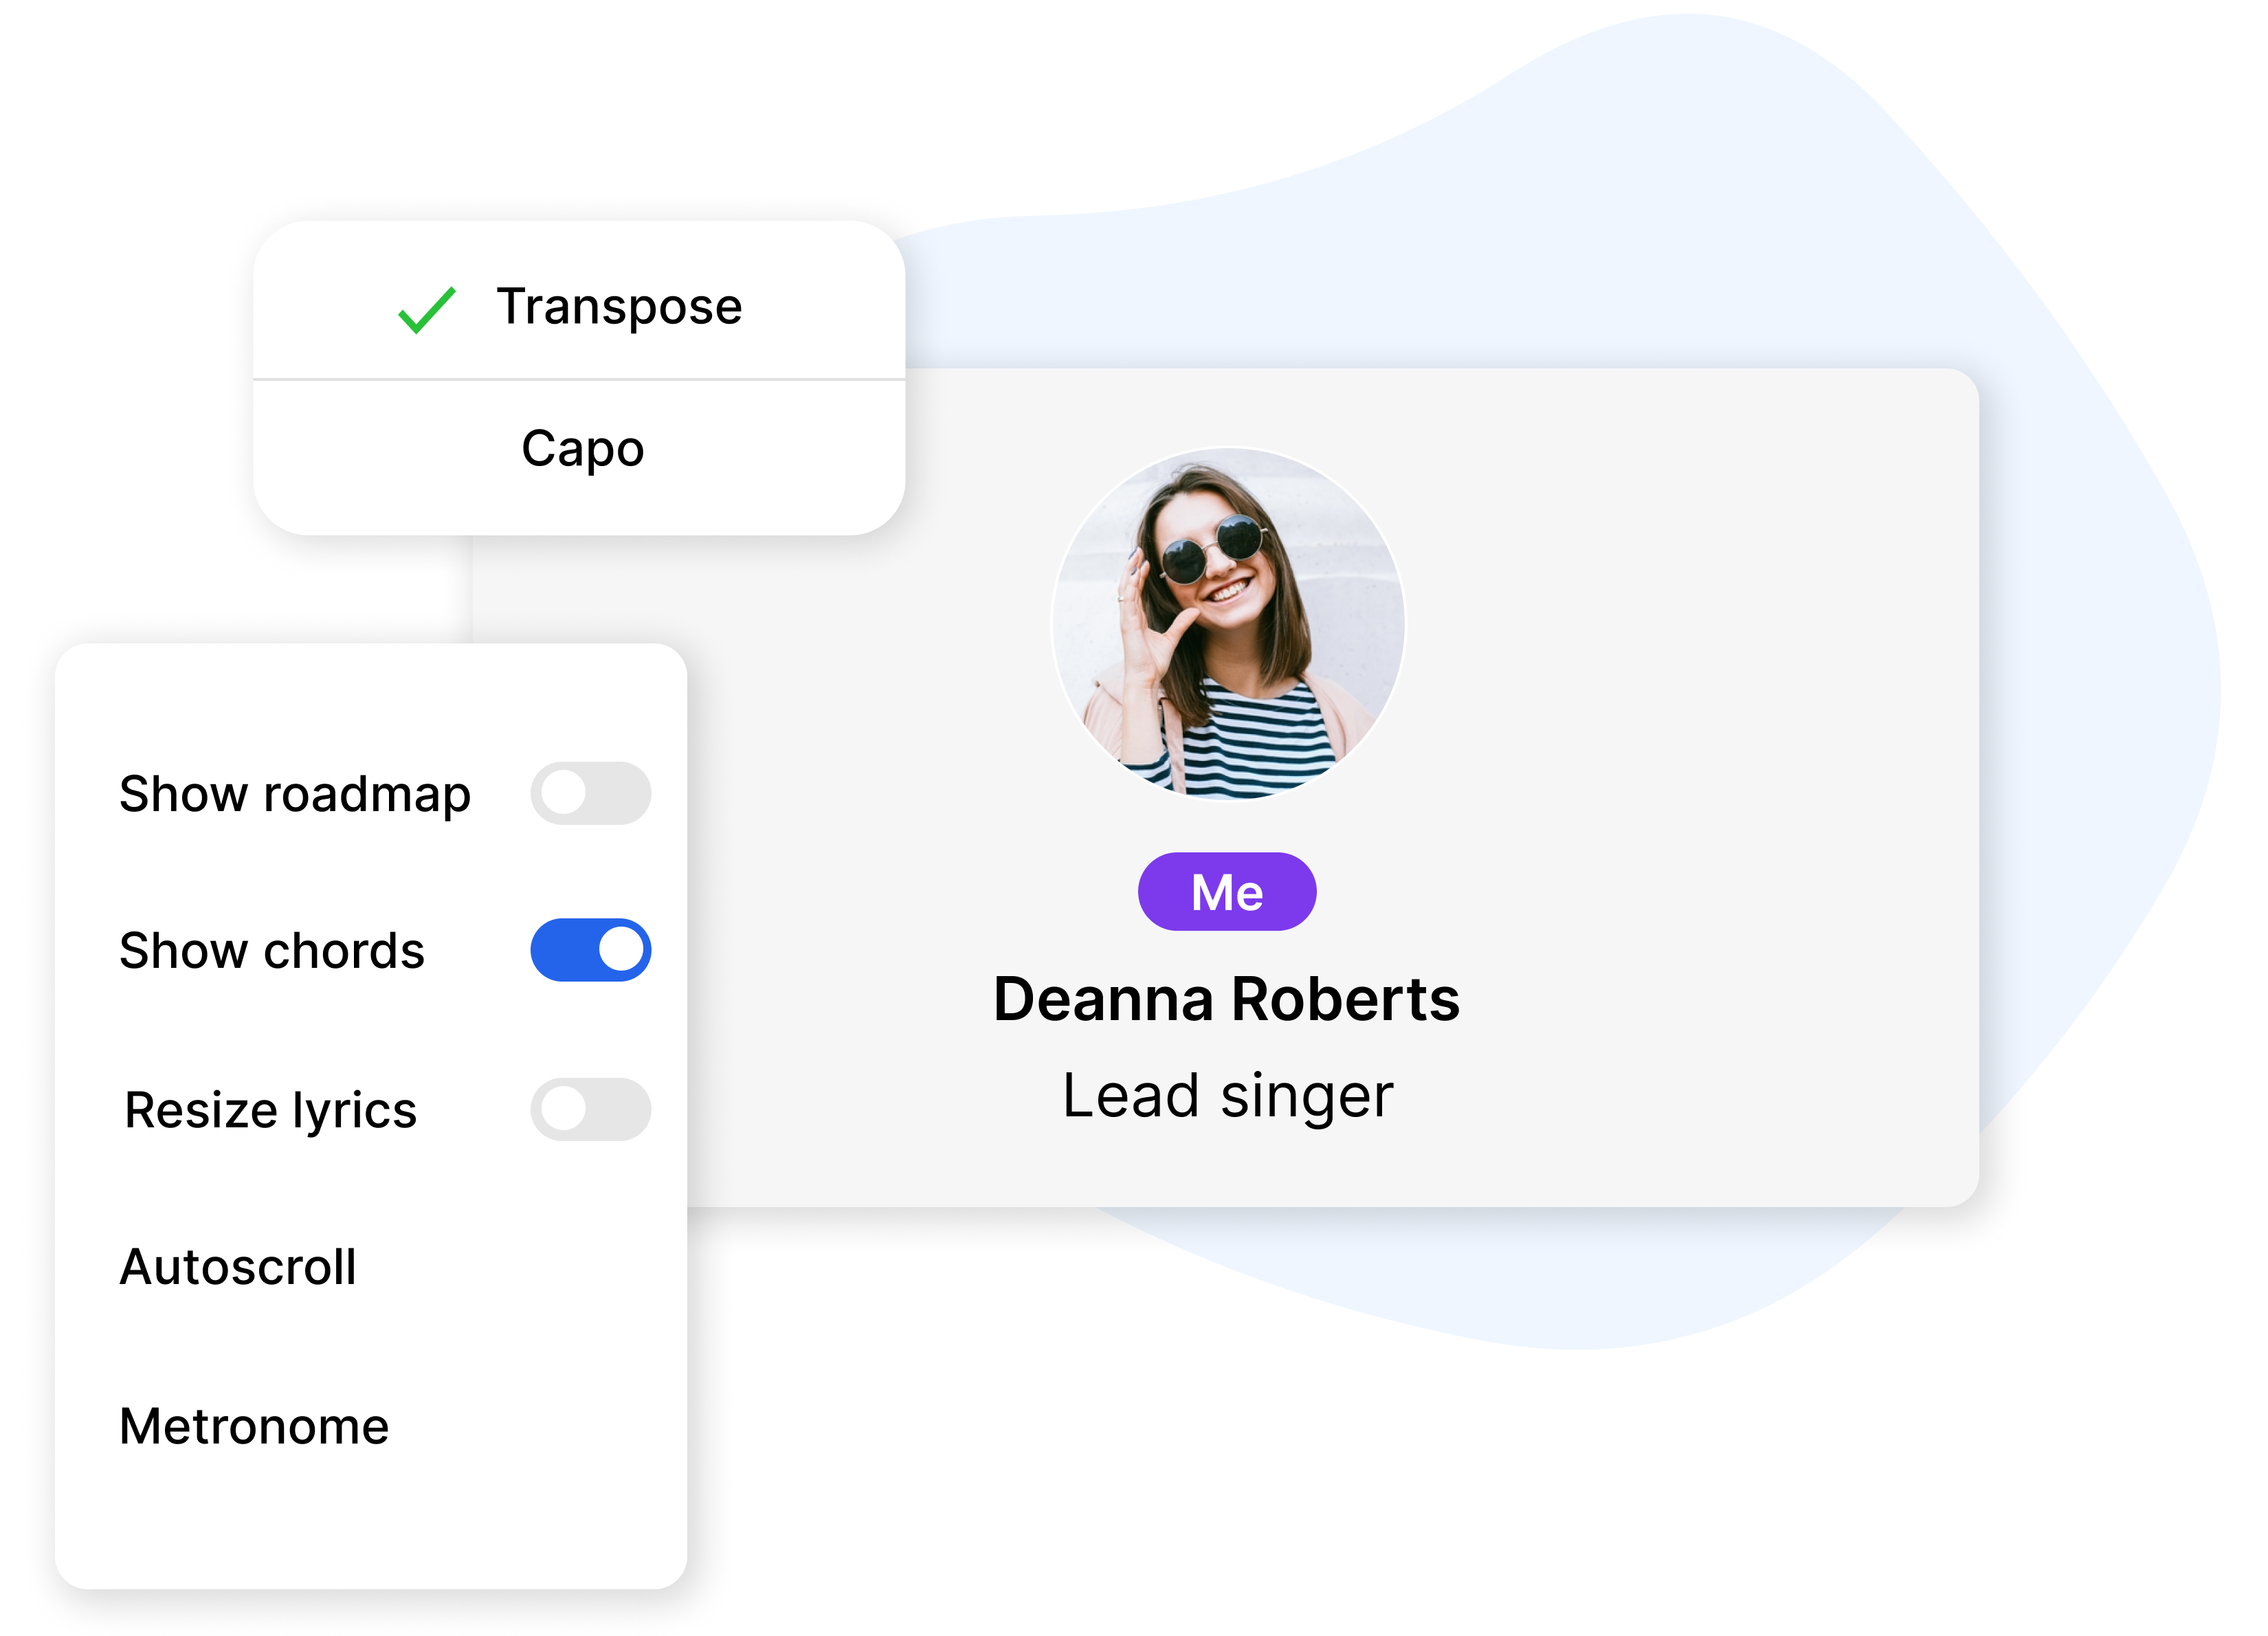 Transpose
Capo
Show roadmap
Show chords
Resize lyrics
Autoscroll
Metronome
Me
Deanna Roberts
Lead singer